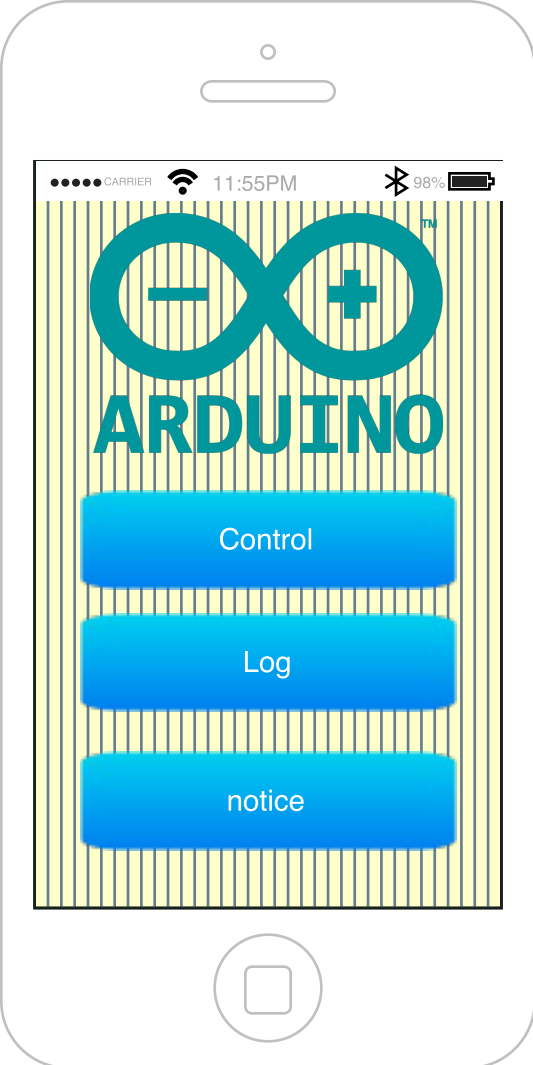 CARRIER 11:55PM 98%
TM
ARDUINO
Control
Log
notice